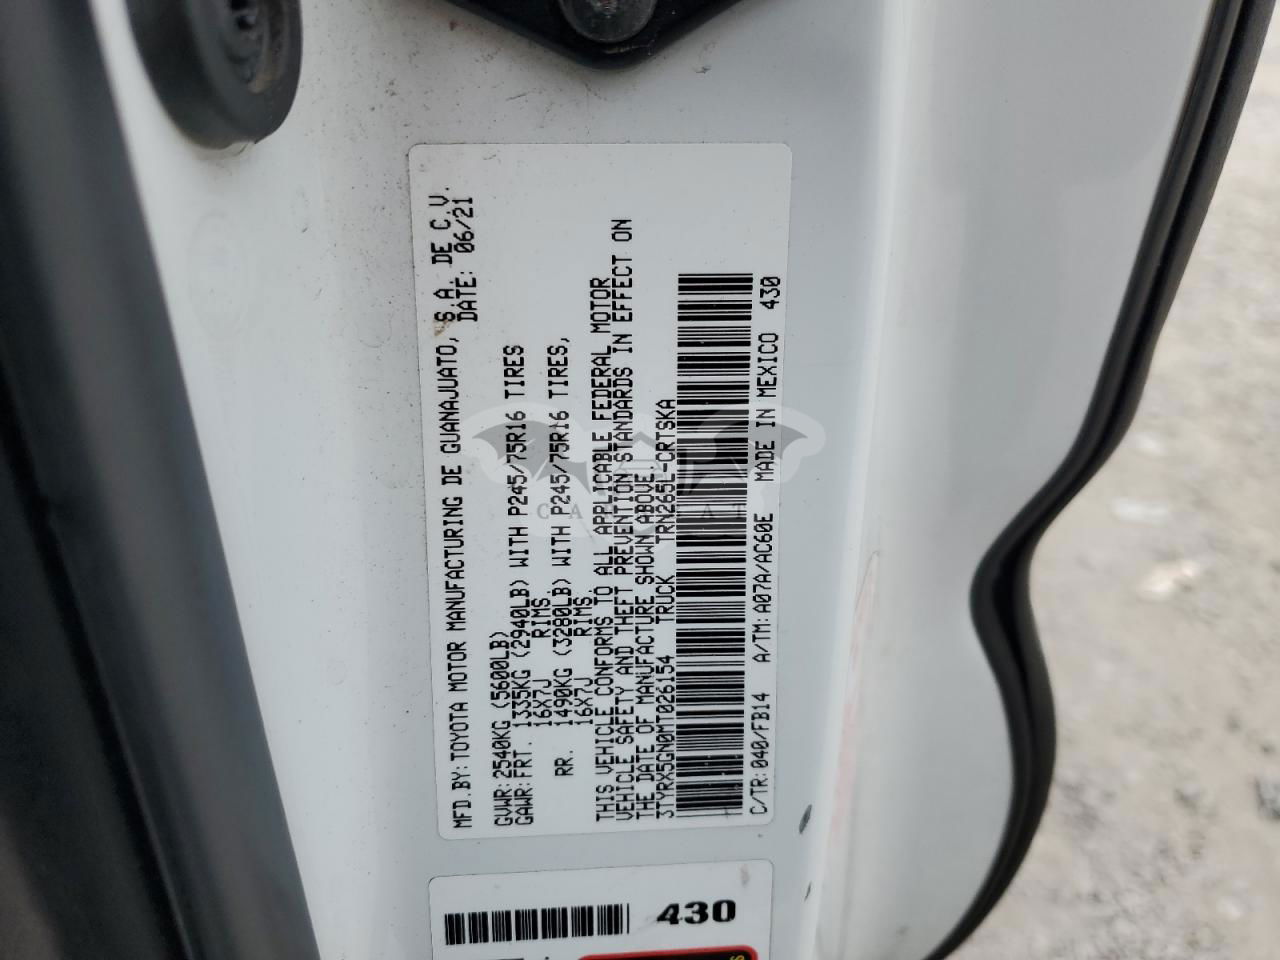 MFD.BY: TOYOTA MOTOR MANUFACTURING DE GUANAJUATO, S.A. DE C.V.
DATE: 06/21
GVWR: 2540KG (5600LB)
GAWR: FRT. 1335KG (2940LB) WITH P245/75R16 TIRES
16X7J RIMS,
RR. 1490KG (3280LB) WITH P245/75R16 TIRES,
16X7J RIMS
THIS VEHICLE CONFORMS TO ALL APPLICABLE FEDERAL MOTOR
VEHICLE SAFETY AND THEFT PREVENTION STANDARDS IN EFFECT ON
THE DATE OF MANUFACTURE SHOWN ABOVE.
3TYRX5GN0MT026154 TRUCK TRN265L-CRTSKA
C/TR: 040/FB14 A/TM: A07A/AC60E MADE IN MEXICO 430
430